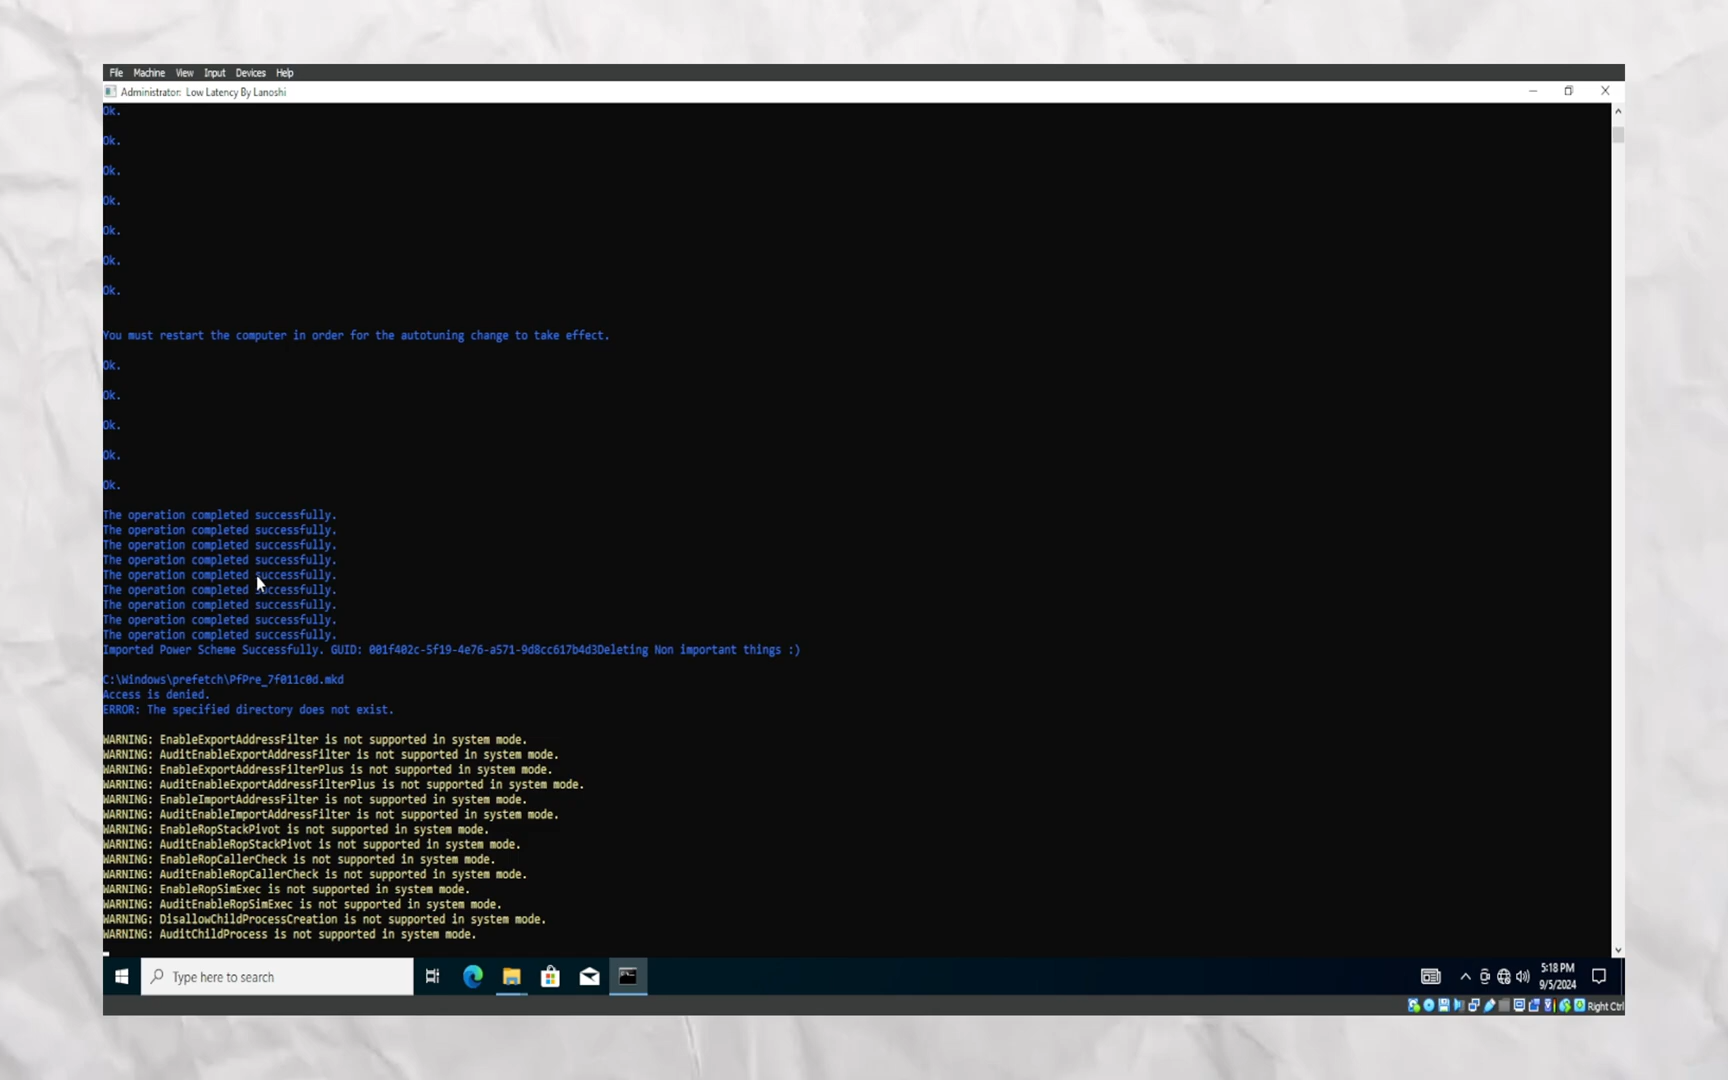 File Machine View Input Devices Help
Administrator: Low Latency By Lanoshi
Ok.
Ok.
Ok.
Ok.
Ok.
Ok.
Ok.
You must restart the computer in order for the autotuning change to take effect.
Ok.
Ok.
Ok.
Ok.
Ok.
The operation completed successfully.
The operation completed successfully.
The operation completed successfully.
The operation completed successfully.
The operation completed successfully.
The operation completed successfully.
The operation completed successfully.
The operation completed successfully.
The operation completed successfully.
Imported Power Scheme Successfully. GUID: 001f402c-5f19-4e76-a571-9d8cc617b4d3Deleting Non important things :)
C:\Windows\prefetch\PfPre_7f011c0d.mkd
Access is denied.
ERROR: The specified directory does not exist.
WARNING: EnableExportAddressFilter is not supported in system mode.
WARNING: AuditEnableExportAddressFilter is not supported in system mode.
WARNING: EnableExportAddressFilterPlus is not supported in system mode.
WARNING: AuditEnableExportAddressFilterPlus is not supported in system mode.
WARNING: EnableImportAddressFilter is not supported in system mode.
WARNING: AuditEnableImportAddressFilter is not supported in system mode.
WARNING: EnableRopStackPivot is not supported in system mode.
WARNING: AuditEnableRopStackPivot is not supported in system mode.
WARNING: EnableRopCallerCheck is not supported in system mode.
WARNING: AuditEnableRopCallerCheck is not supported in system mode.
WARNING: EnableRopSimExec is not supported in system mode.
WARNING: AuditEnableRopSimExec is not supported in system mode.
WARNING: DisallowChildProcessCreation is not supported in system mode.
WARNING: AuditChildProcess is not supported in system mode.
Type here to search
5:18 PM
9/5/2024
Right Ctrl